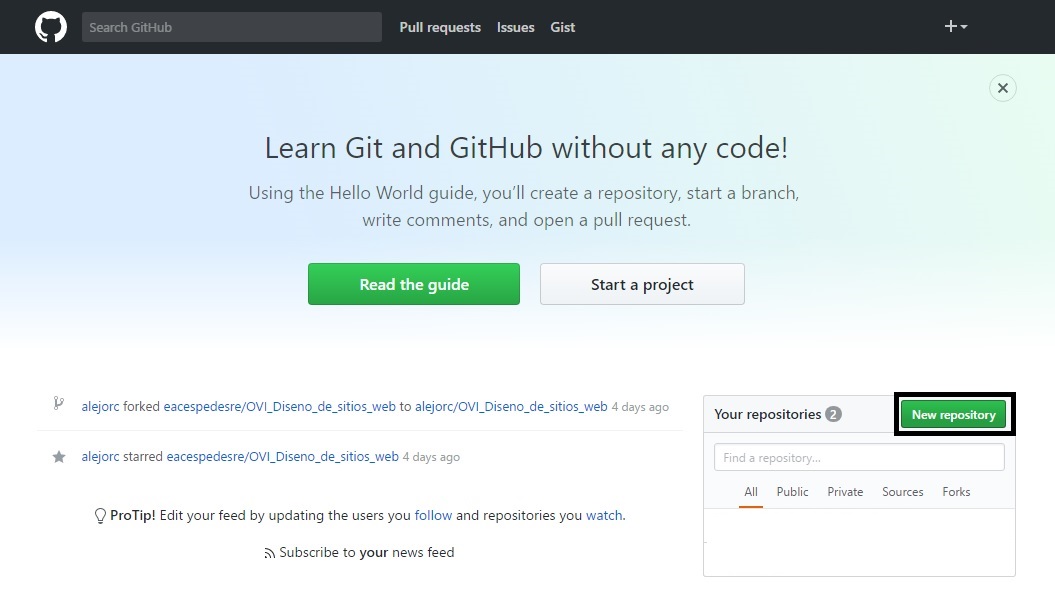 Search GitHub Pull requests Issues Gist
Learn Git and GitHub without any code!
Using the Hello World guide, you’ll create a repository, start a branch,
write comments, and open a pull request.
Read the guide Start a project
alejorc forked eacespedesre/OVI_Diseno_de_sitios_web to alejorc/OVI_Diseno_de_sitios_web 4 days ago
alejorc starred eacespedesre/OVI_Diseno_de_sitios_web 4 days ago
ProTip! Edit your feed by updating the users you follow and repositories you watch.
Subscribe to your news feed
Your repositories 2 New repository
Find a repository...
All Public Private Sources Forks